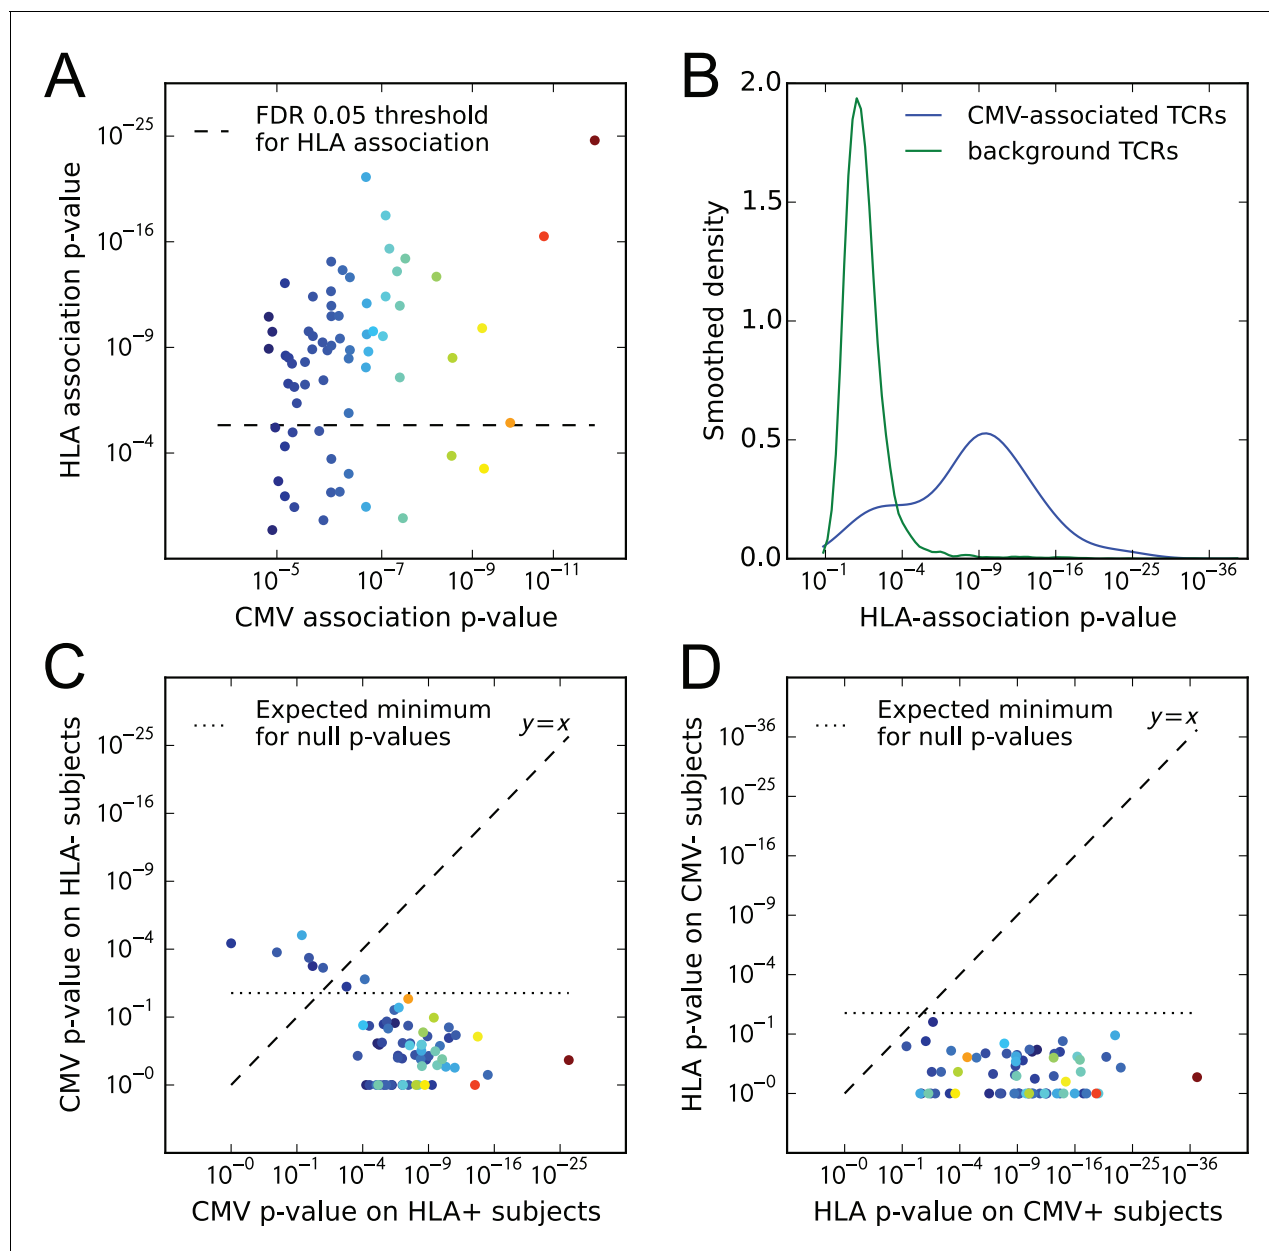 A
FDR 0.05 threshold
for HLA association
10⁻²⁵
10⁻¹⁶
10⁻⁹
10⁻⁴
HLA association p-value
10⁻⁵ 10⁻⁷ 10⁻⁹ 10⁻¹¹
CMV association p-value
B
CMV-associated TCRs
background TCRs
2.0
1.5
1.0
0.5
0.0
Smoothed density
10⁻¹ 10⁻⁴ 10⁻⁹ 10⁻¹⁶ 10⁻²⁵ 10⁻³⁶
HLA-association p-value
C
Expected minimum
for null p-values
y=x
10⁻²⁵
10⁻¹⁶
10⁻⁹
10⁻⁴
10⁻¹
10⁻⁰
CMV p-value on HLA- subjects
10⁻⁰ 10⁻¹ 10⁻⁴ 10⁻⁹ 10⁻¹⁶ 10⁻²⁵
CMV p-value on HLA+ subjects
D
Expected minimum
for null p-values
y=x
10⁻³⁶
10⁻²⁵
10⁻¹⁶
10⁻⁹
10⁻⁴
10⁻¹
10⁻⁰
HLA p-value on CMV- subjects
10⁻⁰ 10⁻¹ 10⁻⁴ 10⁻⁹ 10⁻¹⁶ 10⁻²⁵ 10⁻³⁶
HLA p-value on CMV+ subjects